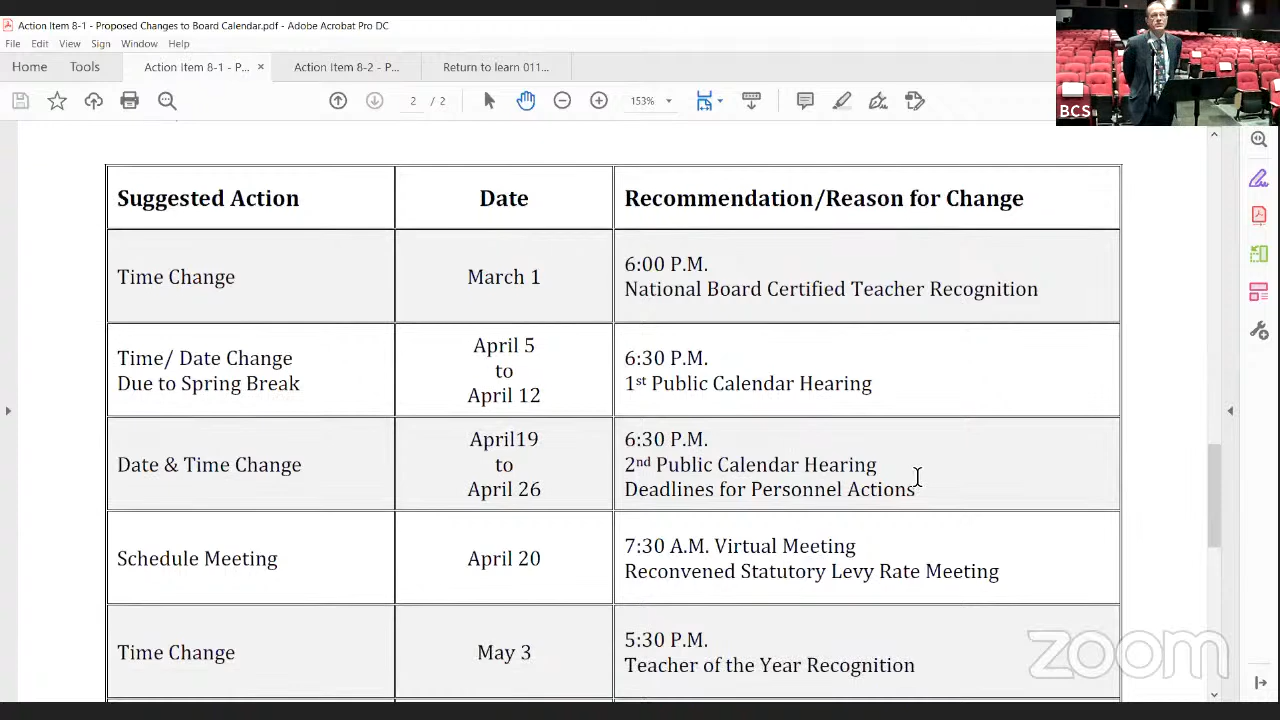 Action Item 8-1 - Proposed Changes to Board Calendar.pdf - Adobe Acrobat Pro DC
File Edit View Sign Window Help
Home Tools Action Item 8-1 - P... × Action Item 8-2 - P Return to Learn 01
2 / 2 153%
BCS
Suggested Action Date Recommendation/Reason for Change
Time Change March 1 6:00 P.M.
National Board Certified Teacher Recognition
Time/ Date Change
Due to Spring Break
April 5
to
April 12
6:30 P.M.
1st Public Calendar Hearing
Date & Time Change
April19
to
April 26
6:30 P.M.
2nd Public Calendar Hearing
Deadlines for Personnel Actions
Schedule Meeting April 20 7:30 A.M. Virtual Meeting
Reconvened Statutory Levy Rate Meeting
Time Change May 3 5:30 P.M.
Teacher of the Year Recognition
zoom